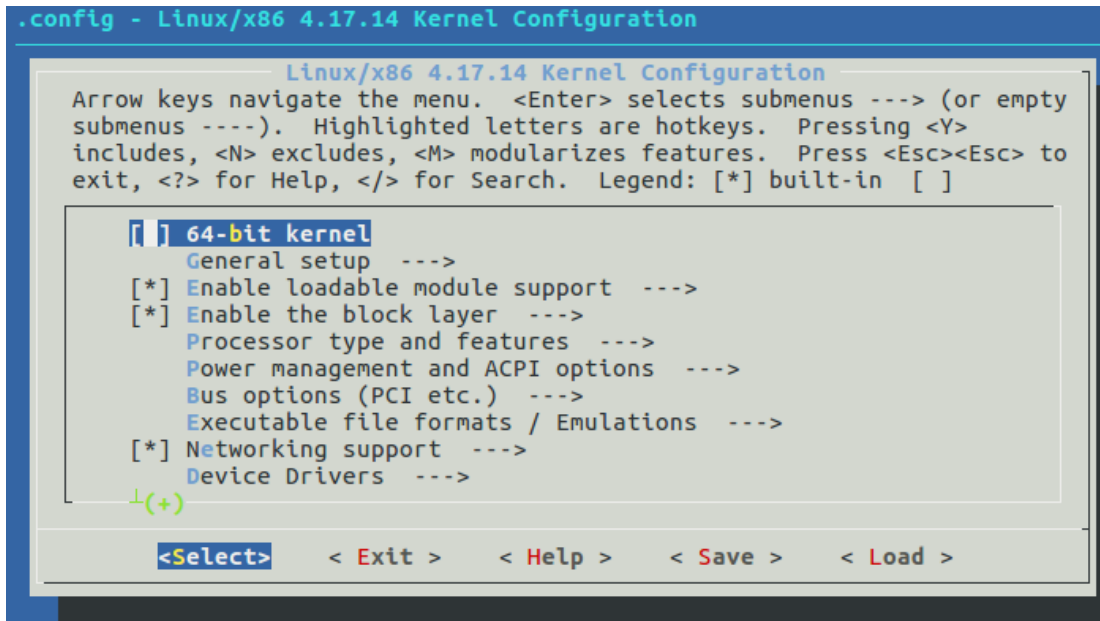 .config - Linux/x86 4.17.14 Kernel Configuration
Linux/x86 4.17.14 Kernel Configuration
Arrow keys navigate the menu.  <Enter> selects submenus ---> (or empty
submenus ----).  Highlighted letters are hotkeys.  Pressing <Y>
includes, <N> excludes, <M> modularizes features.  Press <Esc><Esc> to
exit, <?> for Help, </> for Search.  Legend: [*] built-in  [ ]
[ ] 64-bit kernel
General setup  --->
[*] Enable loadable module support  --->
[*] Enable the block layer  --->
Processor type and features  --->
Power management and ACPI options  --->
Bus options (PCI etc.)  --->
Executable file formats / Emulations  --->
[*] Networking support  --->
Device Drivers  --->
┴(+)
<Select>    < Exit >    < Help >    < Save >    < Load >